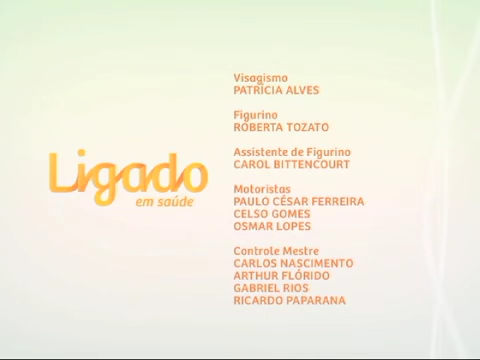 Ligado
em saúde
Visagismo
PATRÍCIA ALVES
Figurino
ROBERTA TOZATO
Assistente de Figurino
CAROL BITTENCOURT
Motoristas
PAULO CÉSAR FERREIRA
CELSO GOMES
OSMAR LOPES
Controle Mestre
CARLOS NASCIMENTO
ARTHUR FLÓRIDO
GABRIEL RIOS
RICARDO PAPARANA